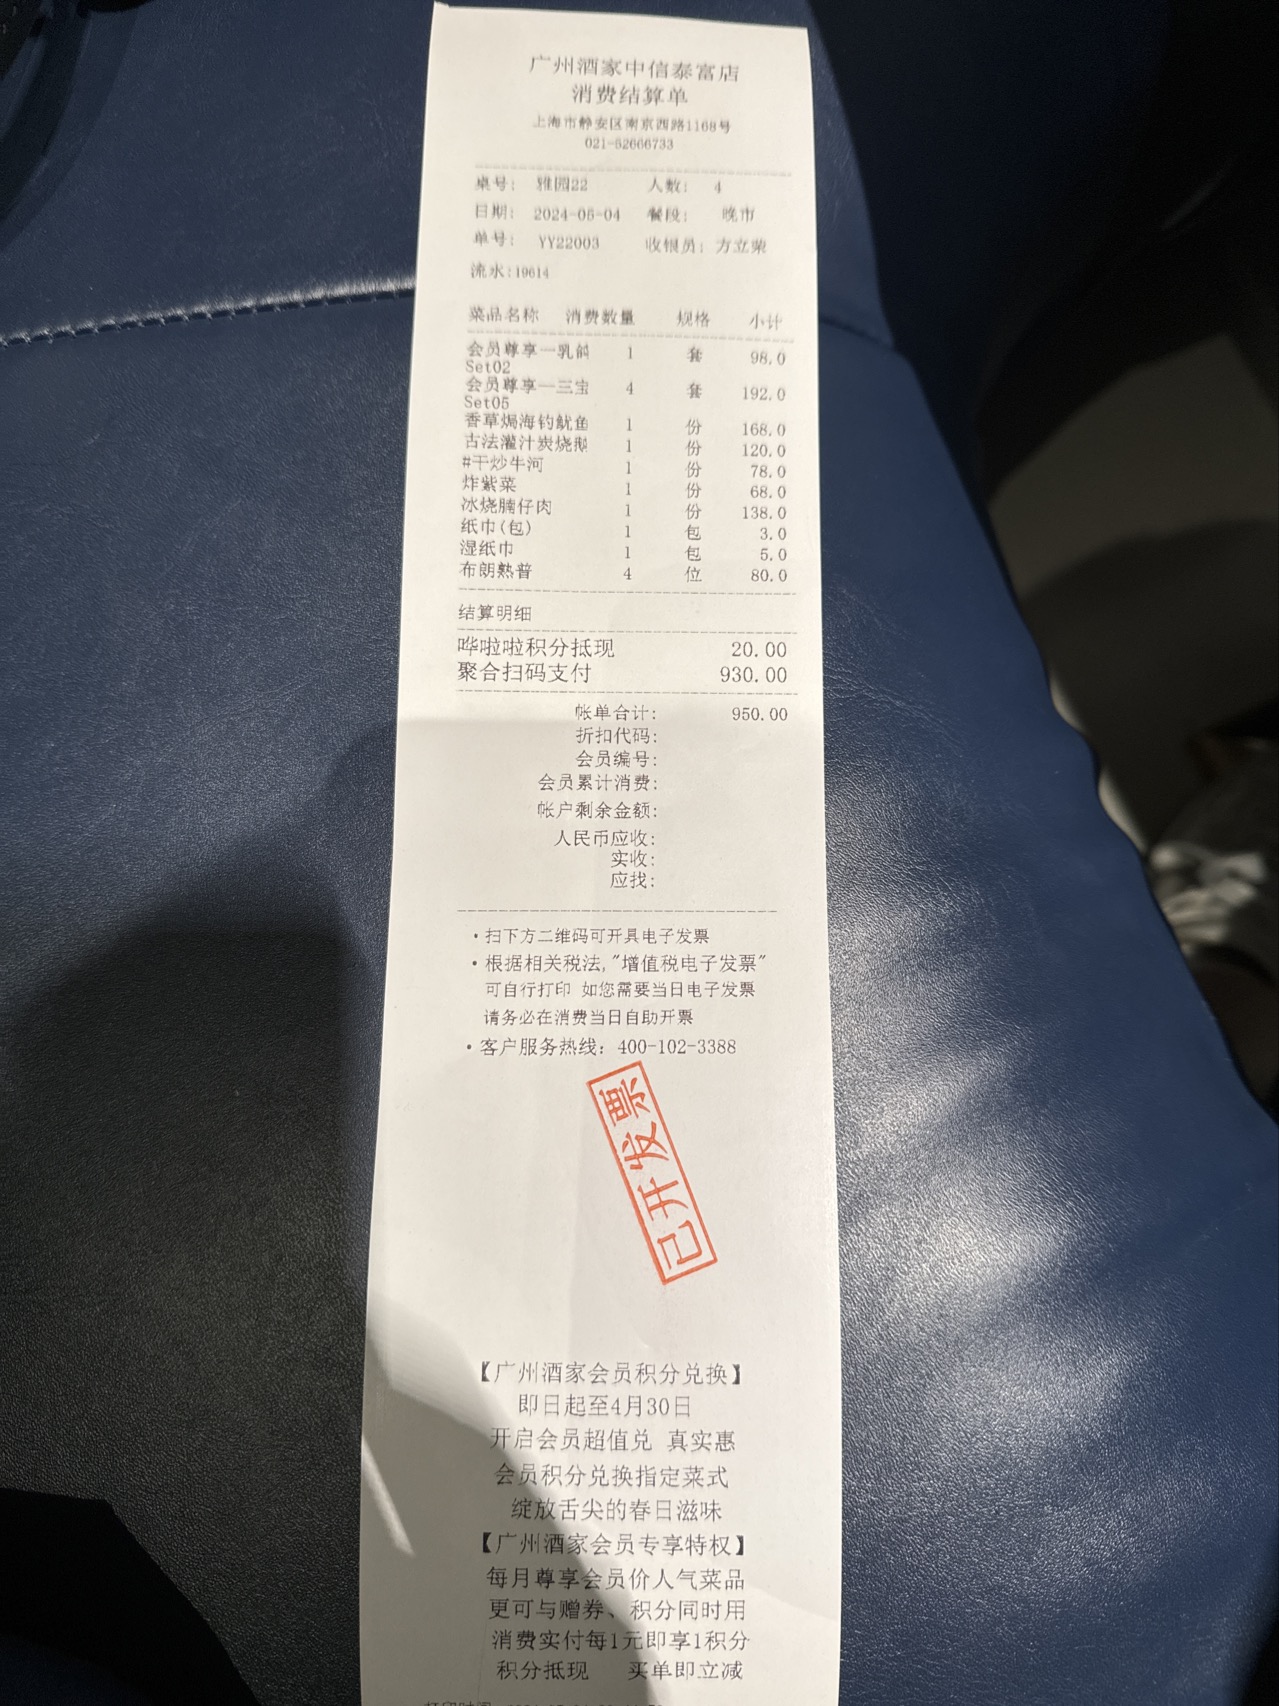 广州酒家中信泰富店
消费结算单
上海市静安区南京西路1168号
021-52666733
桌号: 雅园22 人数: 4
日期: 2024-05-04 餐段: 晚市
单号: YY22003 收银员: 方立荣
流水:19614
菜品名称 消费数量 规格 小计
会员尊享一乳鸽 1 套 98.0
Set02
会员尊享一三宝 4 套 192.0
Set05
香草焗海钓鱿鱼 1 份 168.0
古法灌汁炭烧鹅 1 份 120.0
#干炒牛河 1 份 78.0
炸紫菜 1 份 68.0
冰烧腩仔肉 1 份 138.0
纸巾(包) 1 包 3.0
湿纸巾 1 包 5.0
布朗熟普 4 位 80.0
结算明细
哗啦啦积分抵现 20.00
聚合扫码支付 930.00
帐单合计: 950.00
折扣代码:
会员编号:
会员累计消费:
帐户剩余金额:
人民币应收:
实收:
应找:
·扫下方二维码可开具电子发票
·根据相关税法,"增值税电子发票"
可自行打印 如您需要当日电子发票
请务必在消费当日自助开票
·客户服务热线: 400-102-3388
已开发票
【广州酒家会员积分兑换】
即日起至4月30日
开启会员超值兑 真实惠
会员积分兑换指定菜式
绽放舌尖的春日滋味
【广州酒家会员专享特权】
每月尊享会员价人气菜品
更可与赠券、积分同时用
消费实付每1元即享1积分
积分抵现 买单即立减